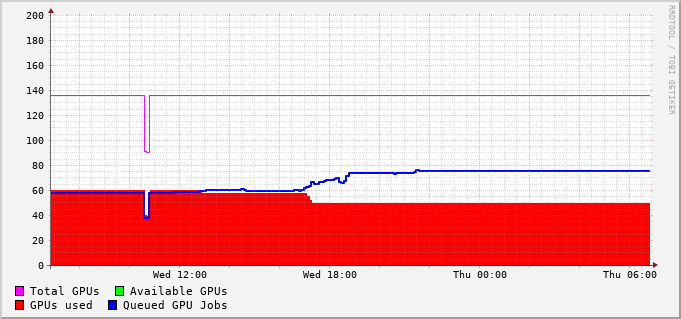 200
180
160
140
120
100
80
60
40
20
0
Wed 12:00 Wed 18:00 Thu 00:00 Thu 06:00
Total GPUs Available GPUs
GPUs used Queued GPU Jobs
RRDTOOL / TOBI OETIKER